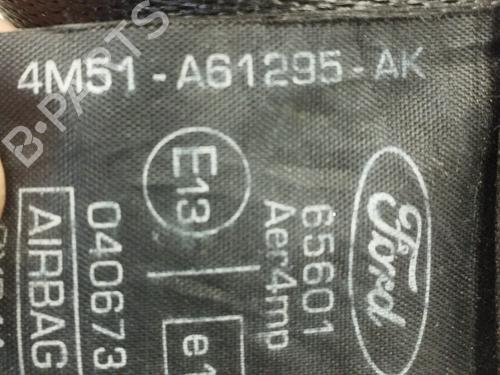 4M51-A61295-AK
Ford
65601
Aer4mp
E13
e1
040673
AIRBAG
B-PARTS